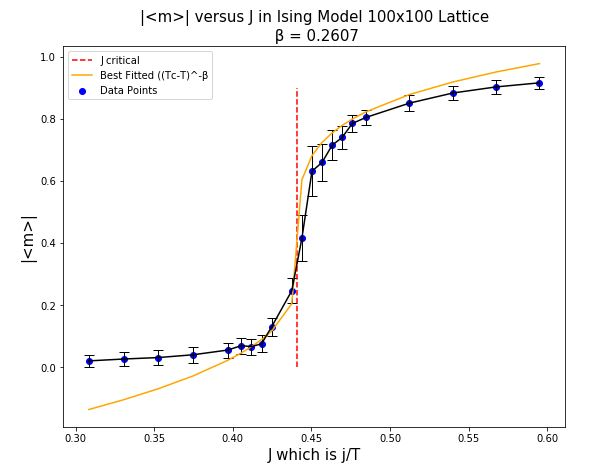 |<m>| versus J in Ising Model 100x100 Lattice
β = 0.2607
J critical
Best Fitted ((Tc-T)^-β
Data Points
|<m>|
1.0
0.8
0.6
0.4
0.2
0.0
0.30 0.35 0.40 0.45 0.50 0.55 0.60
J which is j/T